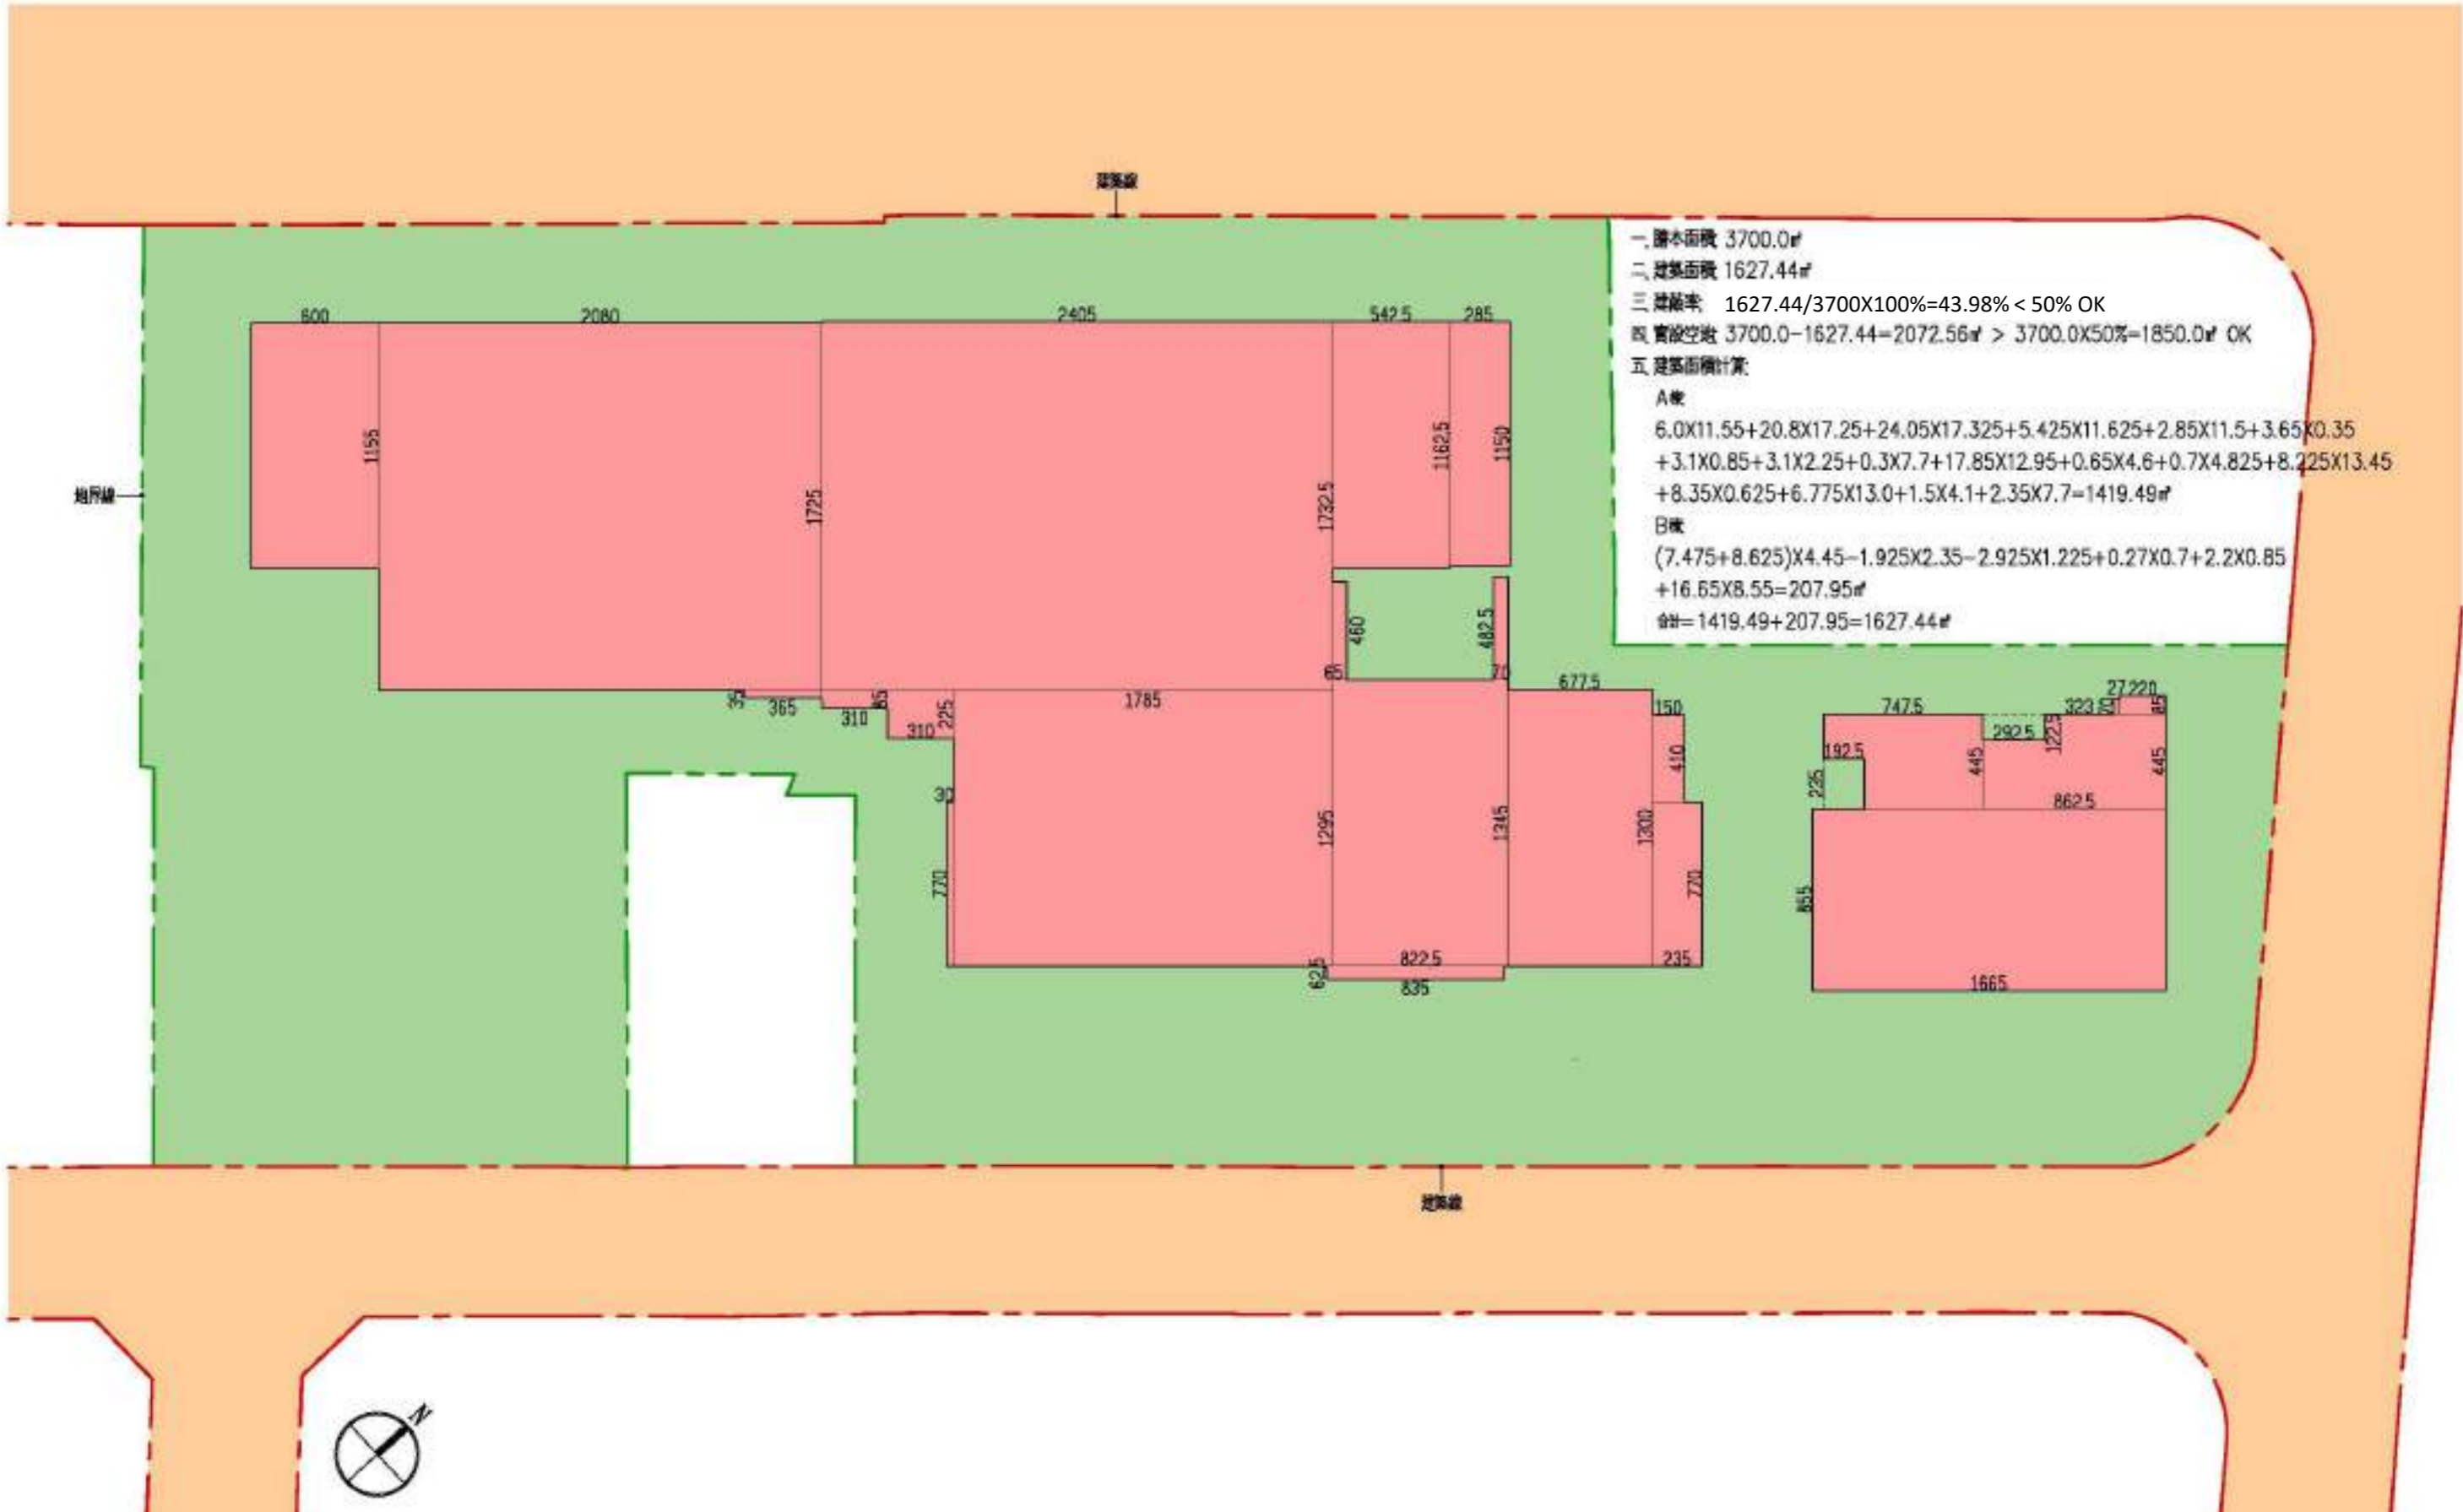 建築線
一、謄本面積: 3700.0㎡
二、建築面積: 1627.44㎡
三、建蔽率: 1627.44/3700X100%=43.98% < 50% OK
四、實設空地: 3700.0-1627.44=2072.56㎡ > 3700.0X50%=1850.0㎡ OK
五、建築面積計算:
A棟
6.0X11.55+20.8X17.25+24.05X17.325+5.425X11.625+2.85X11.5+3.65X0.35
+3.1X0.85+3.1X2.25+0.3X7.7+17.85X12.95+0.65X4.6+0.7X4.825+8.225X13.45
+8.35X0.625+6.775X13.0+1.5X4.1+2.35X7.7=1419.49㎡
B棟
(7.475+8.625)X4.45-1.925X2.35-2.925X1.225+0.27X0.7+2.2X0.85
+16.65X8.55=207.95㎡
合計=1419.49+207.95=1627.44㎡
600
2080
2405
542.5
285
1155
1725
1732.5
1162.5
1150
地界線
460
482.5
65
70
677.5
35
365
310
85
310
225
1785
150
410
747.5
292.5
122.5
323
70
27
220
85
192.5
235
445
445
862.5
30
770
1295
1345
1300
770
855
822.5
235
62.5
835
1665
建築線
N